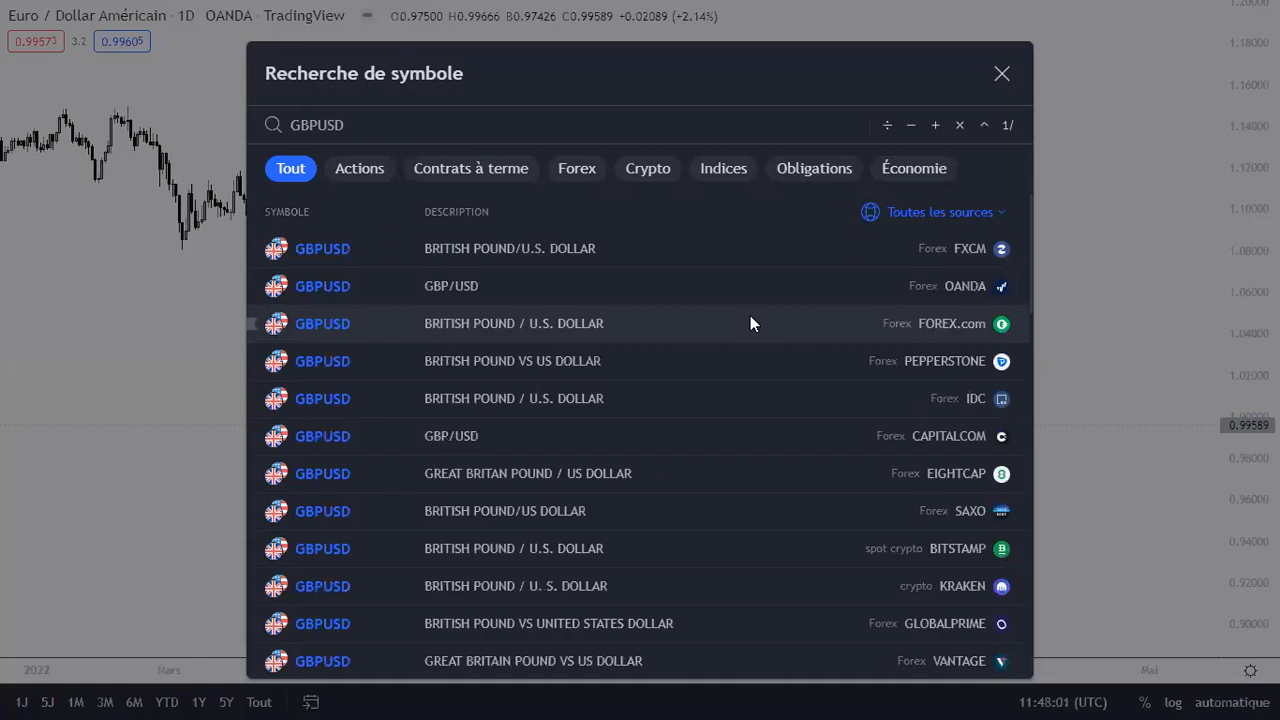 Euro / Dollar Américain · 1D OANDA · TradingView O0.97500 H0.99666 B0.97426 C0.99589 +0.02089 (+2.14%)
0.99573 3.2 0.99605
Recherche de symbole
GBPUSD ÷ − + × ^ 1/
Tout Actions Contrats à terme Forex Crypto Indices Obligations Économie
SYMBOLE DESCRIPTION Toutes les sources
GBPUSD BRITISH POUND/U.S. DOLLAR Forex FXCM
GBPUSD GBP/USD Forex OANDA
GBPUSD BRITISH POUND / U.S. DOLLAR Forex FOREX.com
GBPUSD BRITISH POUND VS US DOLLAR Forex PEPPERSTONE
GBPUSD BRITISH POUND / U.S. DOLLAR Forex IDC
GBPUSD GBP/USD Forex CAPITALCOM
GBPUSD GREAT BRITAN POUND / US DOLLAR Forex EIGHTCAP
GBPUSD BRITISH POUND/US DOLLAR Forex SAXO
GBPUSD BRITISH POUND / U.S. DOLLAR spot crypto BITSTAMP
GBPUSD BRITISH POUND / U. S. DOLLAR crypto KRAKEN
GBPUSD BRITISH POUND VS UNITED STATES DOLLAR Forex GLOBALPRIME
GBPUSD GREAT BRITAIN POUND VS US DOLLAR Forex VANTAGE
1.20000
1.18000
1.16000
1.14000
1.12000
1.10000
1.08000
1.06000
1.04000
1.02000
1.00000
0.99589
0.98000
0.96000
0.94000
0.92000
0.90000
2022 Mars Mai
1J 5J 1M 3M 6M YTD 1Y 5Y Tout 11:48:01 (UTC) % log automatique